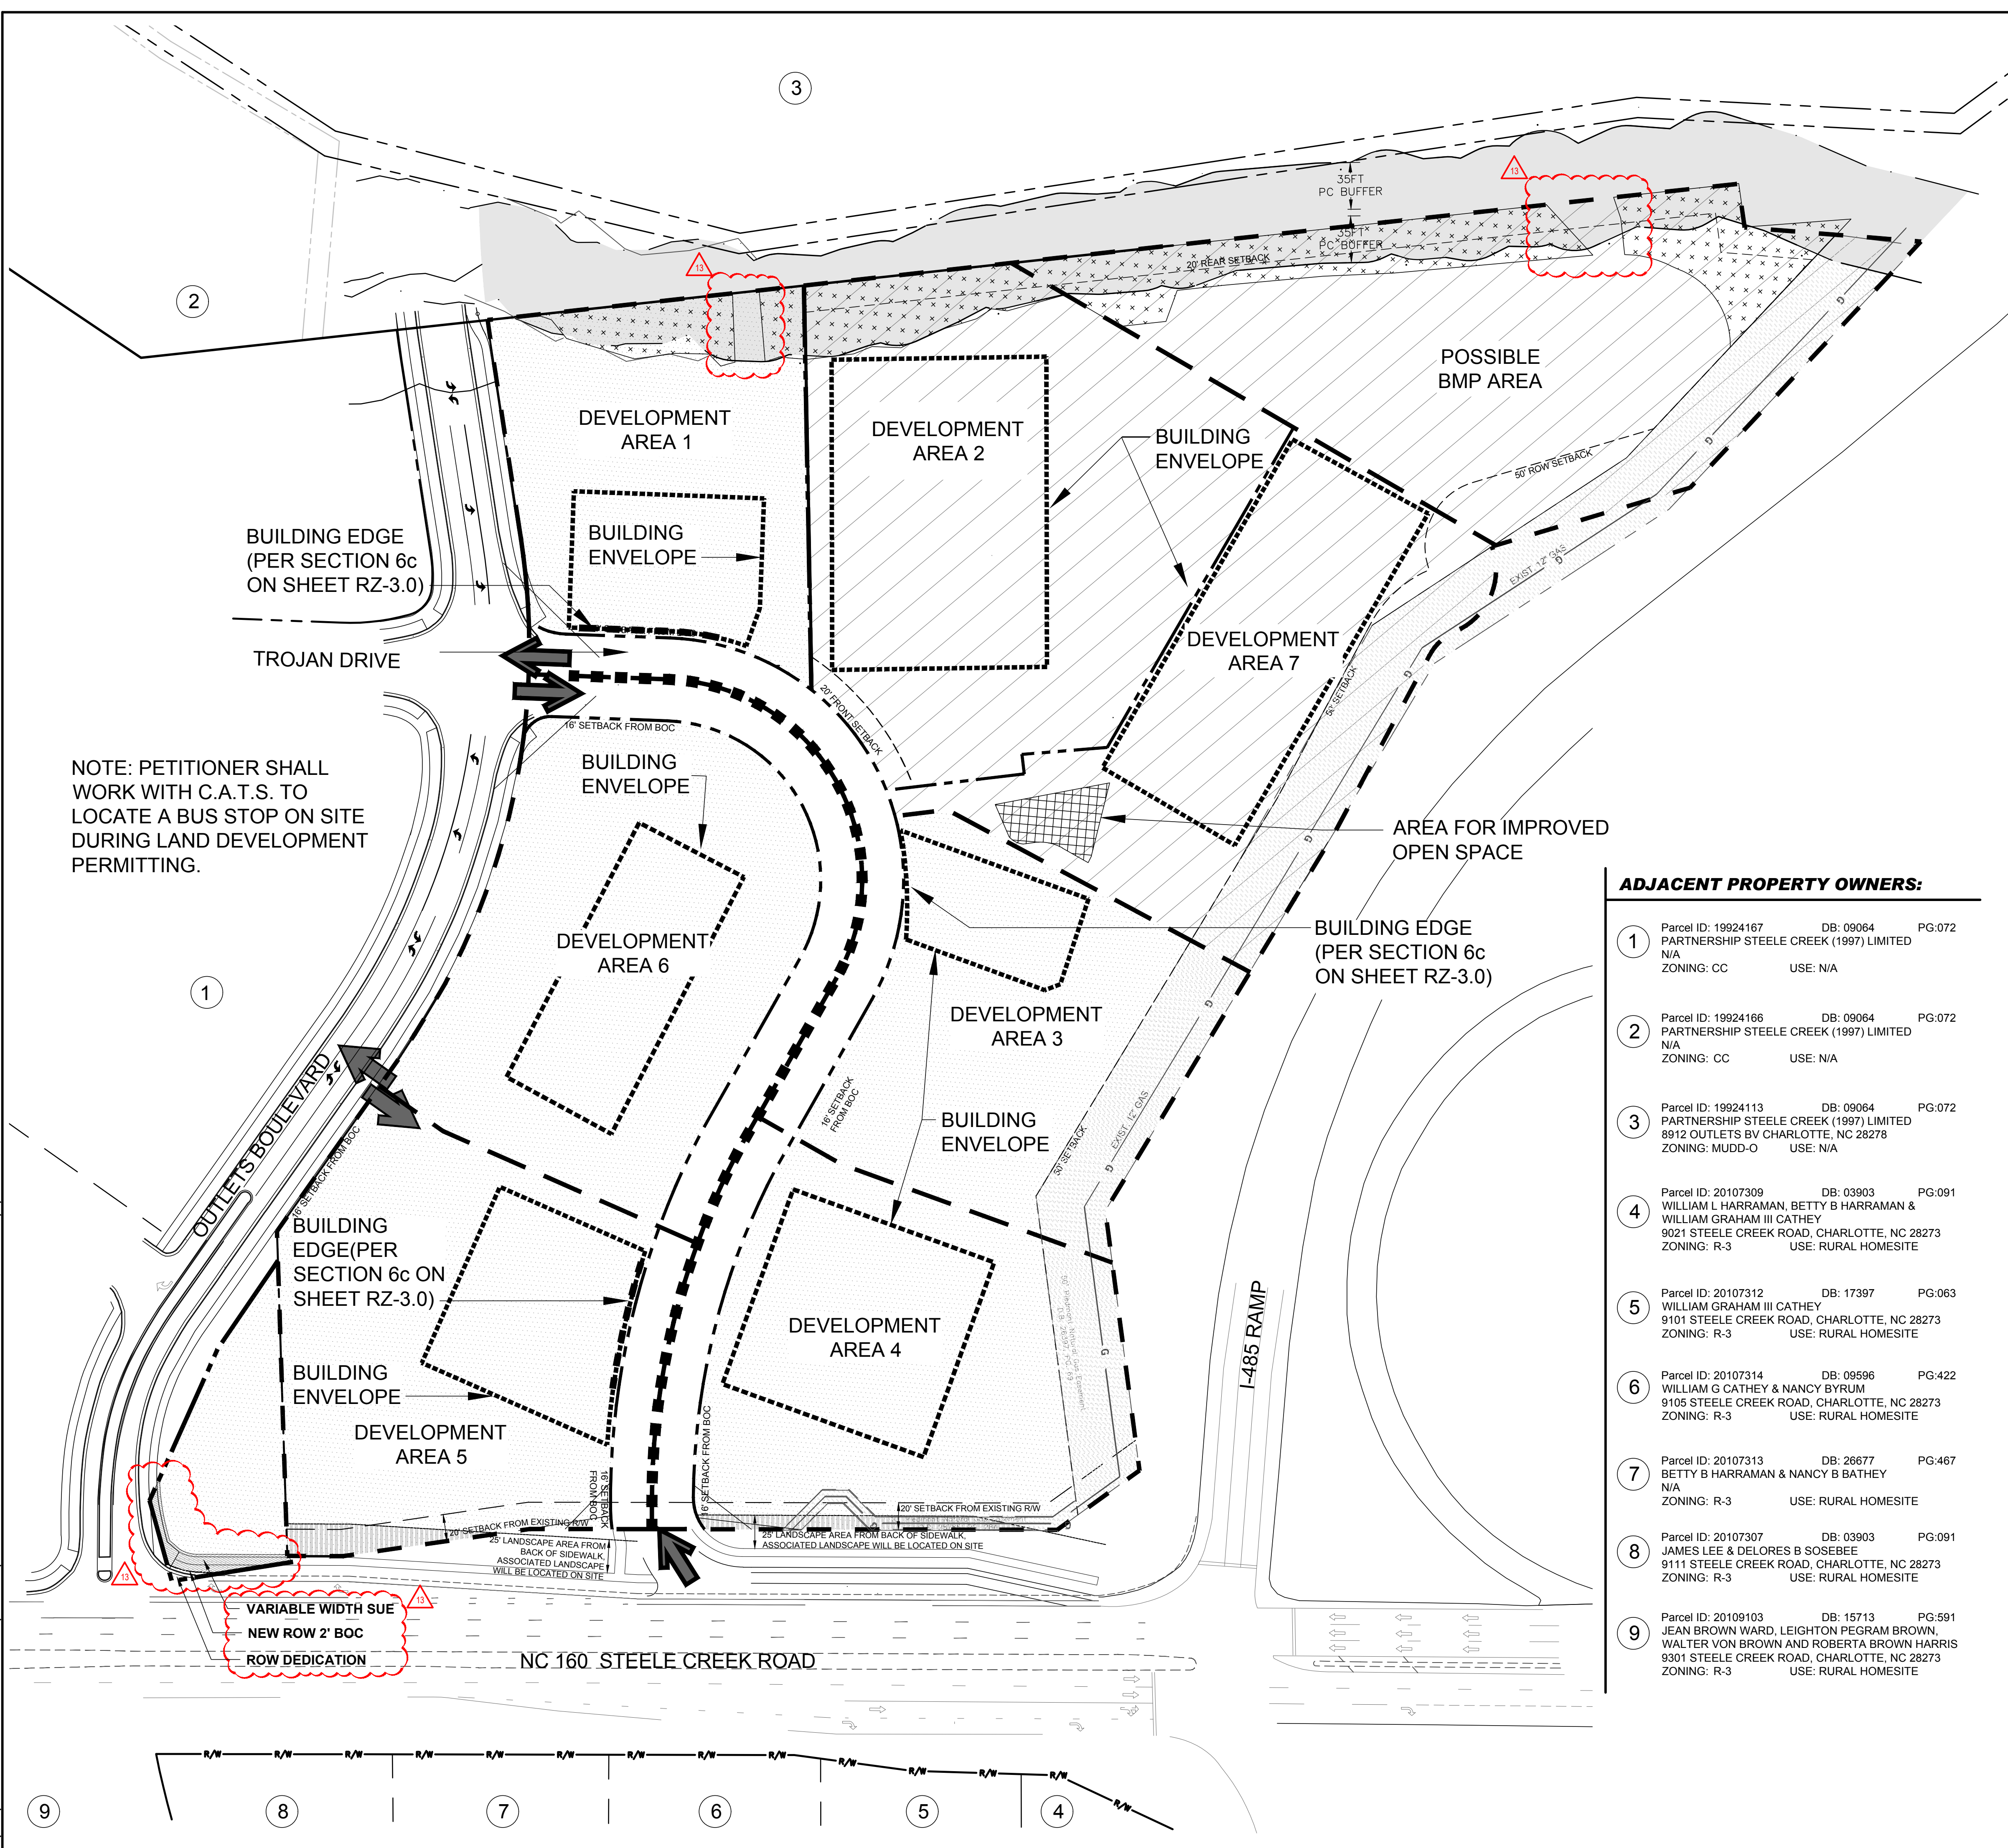 3
13
35FT
PC BUFFER
35FT
PC BUFFER
20' REAR SETBACK
13
2
POSSIBLE
BMP AREA
DEVELOPMENT
AREA 1
DEVELOPMENT
AREA 2
BUILDING
ENVELOPE
50' ROW SETBACK
G
G
G
BUILDING EDGE
(PER SECTION 6c
ON SHEET RZ-3.0)
BUILDING
ENVELOPE
EXIST. 12" GAS
G
DEVELOPMENT
AREA 7
G
TROJAN DRIVE
20' FRONT SETBACK
50' SETBACK
16' SETBACK FROM BOC
NOTE: PETITIONER SHALL
WORK WITH C.A.T.S. TO
LOCATE A BUS STOP ON SITE
DURING LAND DEVELOPMENT
PERMITTING.
BUILDING
ENVELOPE
AREA FOR IMPROVED
OPEN SPACE
G
BUILDING EDGE
(PER SECTION 6c
ON SHEET RZ-3.0)
DEVELOPMENT
AREA 6
1
G
DEVELOPMENT
AREA 3
OUTLETS BOULEVARD
16' SETBACK
FROM BOC
BUILDING
ENVELOPE
EXIST. 12" GAS
50' SETBACK
G
16' SETBACK FROM BOC
BUILDING
EDGE(PER
SECTION 6c ON
SHEET RZ-3.0)
50' Piedmont Natural Gas Easement
G
I-485 RAMP
DEVELOPMENT
AREA 4
BUILDING
ENVELOPE
DEVELOPMENT
AREA 5
16' SETBACK FROM BOC
16' SETBACK
FROM BOC
20' SETBACK FROM EXISTING R/W
20' SETBACK FROM EXISTING R/W
G
25' LANDSCAPE AREA FROM
BACK OF SIDEWALK,
ASSOCIATED LANDSCAPE
WILL BE LOCATED ON SITE
25' LANDSCAPE AREA FROM BACK OF SIDEWALK,
ASSOCIATED LANDSCAPE WILL BE LOCATED ON SITE
13
13
VARIABLE WIDTH SUE
NEW ROW 2' BOC
ROW DEDICATION
NC 160 STEELE CREEK ROAD
R/W R/W R/W R/W R/W R/W R/W R/W R/W R/W R/W R/W R/W R/W
9
8
7
6
5
4
ADJACENT PROPERTY OWNERS:
1
Parcel ID: 19924167 DB: 09064 PG:072
PARTNERSHIP STEELE CREEK (1997) LIMITED
N/A
ZONING: CC USE: N/A
2
Parcel ID: 19924166 DB: 09064 PG:072
PARTNERSHIP STEELE CREEK (1997) LIMITED
N/A
ZONING: CC USE: N/A
3
Parcel ID: 19924113 DB: 09064 PG:072
PARTNERSHIP STEELE CREEK (1997) LIMITED
8912 OUTLETS BV CHARLOTTE, NC 28278
ZONING: MUDD-O USE: N/A
4
Parcel ID: 20107309 DB: 03903 PG:091
WILLIAM L HARRAMAN, BETTY B HARRAMAN &
WILLIAM GRAHAM III CATHEY
9021 STEELE CREEK ROAD, CHARLOTTE, NC 28273
ZONING: R-3 USE: RURAL HOMESITE
5
Parcel ID: 20107312 DB: 17397 PG:063
WILLIAM GRAHAM III CATHEY
9101 STEELE CREEK ROAD, CHARLOTTE, NC 28273
ZONING: R-3 USE: RURAL HOMESITE
6
Parcel ID: 20107314 DB: 09596 PG:422
WILLIAM G CATHEY & NANCY BYRUM
9105 STEELE CREEK ROAD, CHARLOTTE, NC 28273
ZONING: R-3 USE: RURAL HOMESITE
7
Parcel ID: 20107313 DB: 26677 PG:467
BETTY B HARRAMAN & NANCY B BATHEY
N/A
ZONING: R-3 USE: RURAL HOMESITE
8
Parcel ID: 20107307 DB: 03903 PG:091
JAMES LEE & DELORES B SOSEBEE
9111 STEELE CREEK ROAD, CHARLOTTE, NC 28273
ZONING: R-3 USE: RURAL HOMESITE
9
Parcel ID: 20109103 DB: 15713 PG:591
JEAN BROWN WARD, LEIGHTON PEGRAM BROWN,
WALTER VON BROWN AND ROBERTA BROWN HARRIS
9301 STEELE CREEK ROAD, CHARLOTTE, NC 28273
ZONING: R-3 USE: RURAL HOMESITE